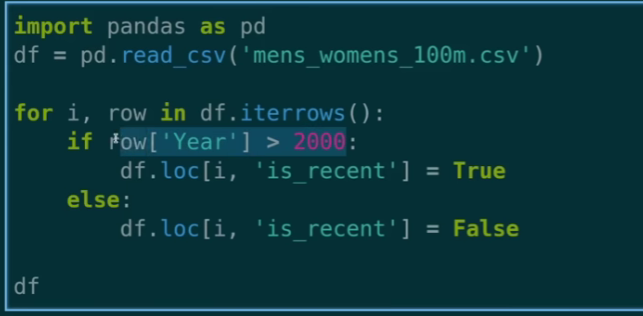 import pandas as pd
df = pd.read_csv('mens_womens_100m.csv')
for i, row in df.iterrows():
    if row['Year'] > 2000:
        df.loc[i, 'is_recent'] = True
    else:
        df.loc[i, 'is_recent'] = False
df